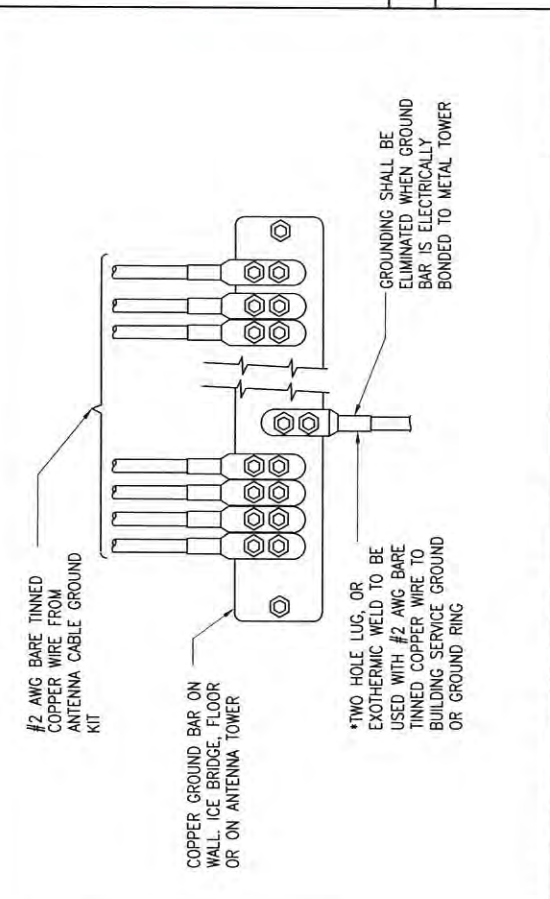 #2 AWG BARE TINNED
COPPER WIRE FROM
ANTENNA CABLE GROUND
KIT
COPPER GROUND BAR ON
WALL. ICE BRIDGE, FLOOR
OR ON ANTENNA TOWER
*TWO HOLE LUG, OR
EXOTHERMIC WELD TO BE
USED WITH #2 AWG BARE
TINNED COPPER WIRE TO
BUILDING SERVICE GROUND
OR GROUND RING
GROUNDING SHALL BE
ELIMINATED WHEN GROUND
BAR IS ELECTRICALLY
BONDED TO METAL TOWER